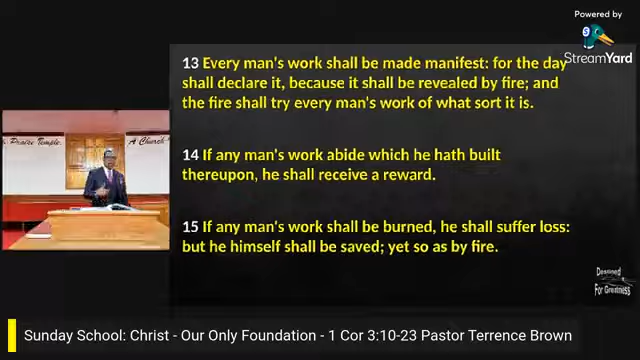 Powered by
StreamYard
13 Every man's work shall be made manifest: for the day
shall declare it, because it shall be revealed by fire; and
the fire shall try every man's work of what sort it is.
14 If any man's work abide which he hath built
thereupon, he shall receive a reward.
15 If any man's work shall be burned, he shall suffer loss:
but he himself shall be saved; yet so as by fire.
Praise Temple
A Church
Destined
For Greatness
Sunday School: Christ - Our Only Foundation - 1 Cor 3:10-23 Pastor Terrence Brown